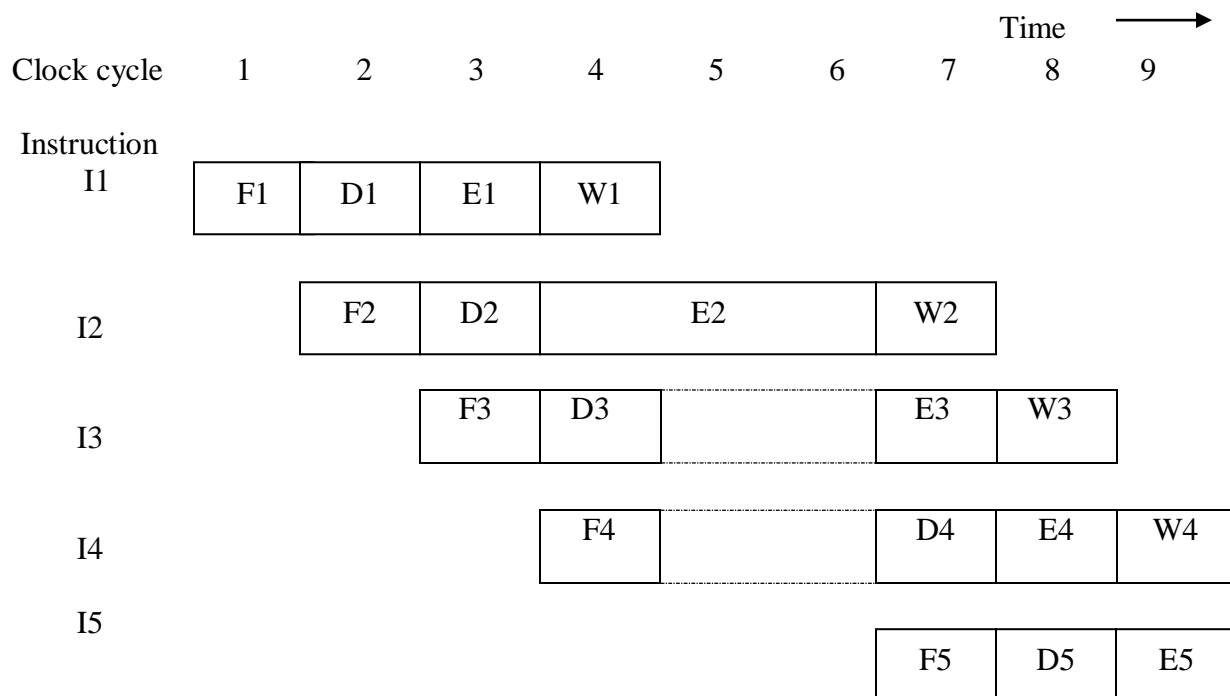 Time
Clock cycle 1 2 3 4 5 6 7 8 9
Instruction
I1 F1 D1 E1 W1
I2 F2 D2 E2 W2
I3 F3 D3 E3 W3
I4 F4 D4 E4 W4
I5 F5 D5 E5